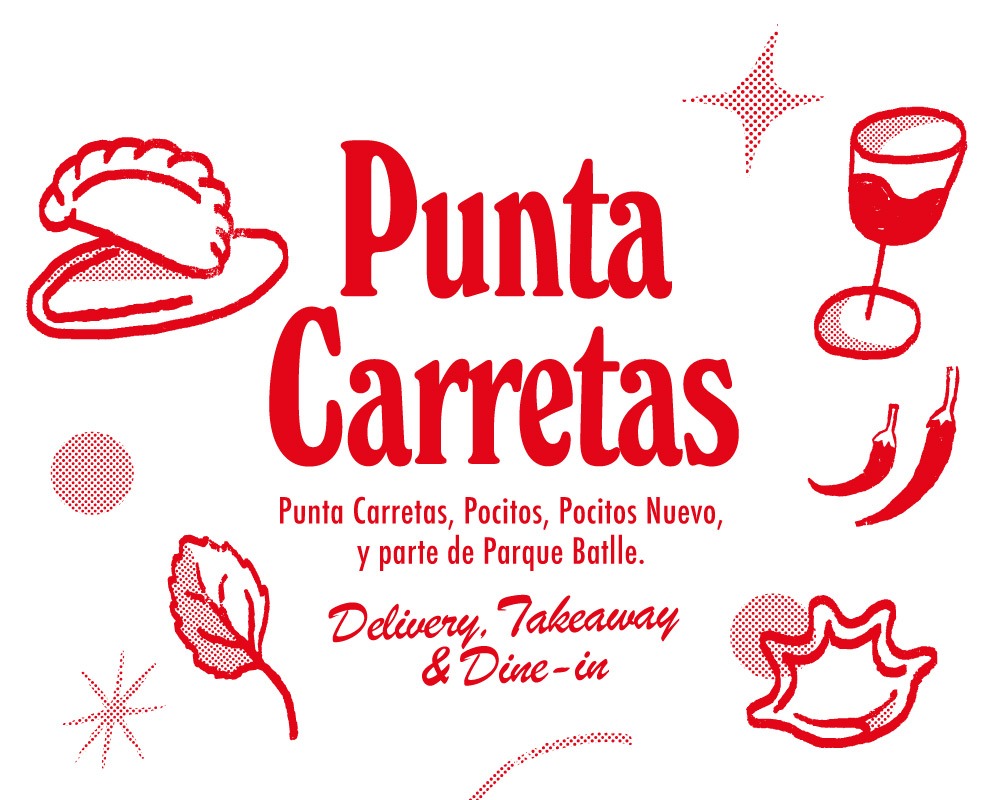 Punta
Carretas
Punta Carretas, Pocitos, Pocitos Nuevo,
y parte de Parque Batlle.
Delivery, Takeaway
& Dine-in